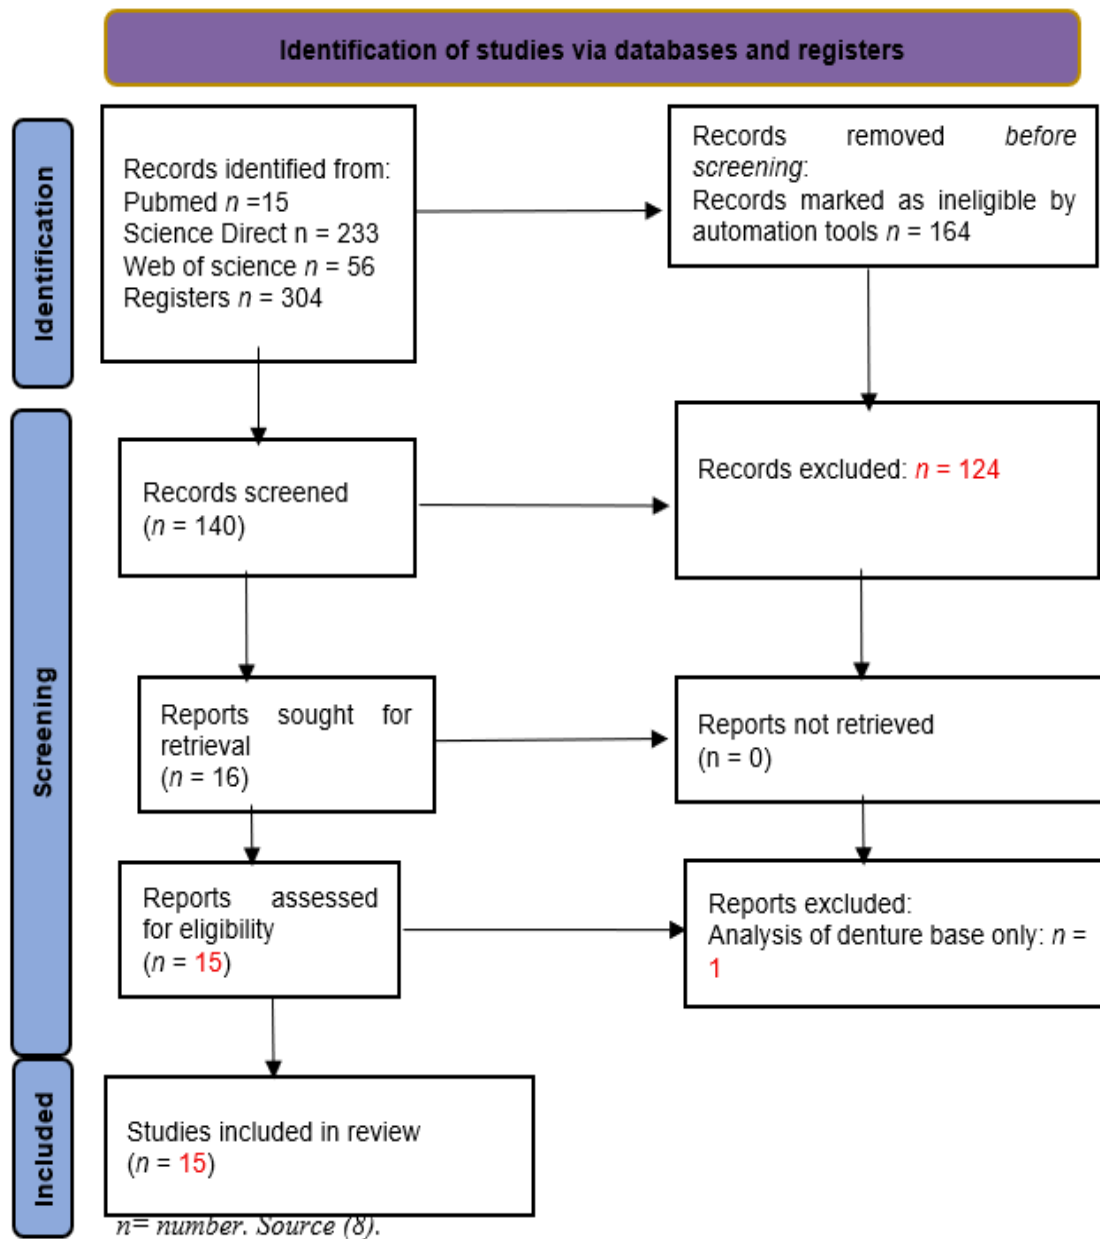 Identification of studies via databases and registers
Identification
Records identified from:
Pubmed n =15
Science Direct n = 233
Web of science n = 56
Registers n = 304
Records removed before
screening:
Records marked as ineligible by
automation tools n = 164
Screening
Records screened
(n = 140)
Records excluded: n = 124
Reports sought for
retrieval
(n = 16)
Reports not retrieved
(n = 0)
Reports assessed
for eligibility
(n = 15)
Reports excluded:
Analysis of denture base only: n =
1
Included
Studies included in review
(n = 15)
n= number. Source (8).